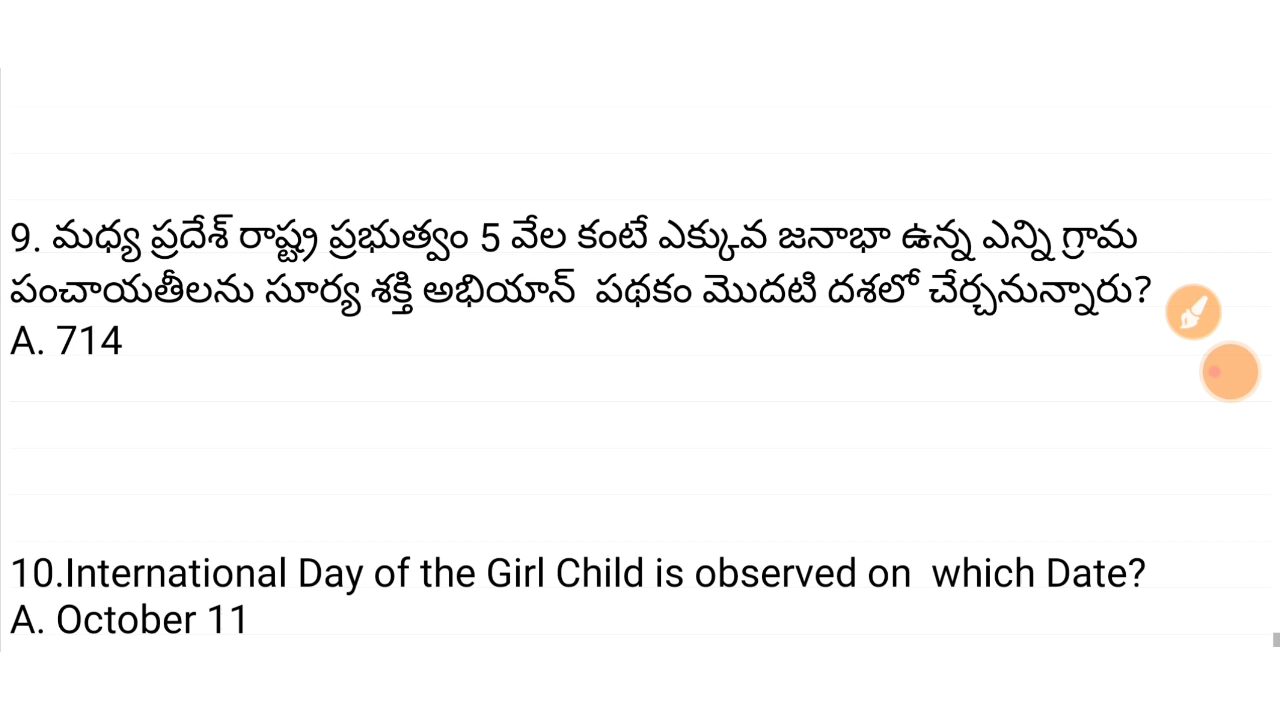 9. మధ్య ప్రదేశ్ రాష్ట్ర ప్రభుత్వం 5 వేల కంటే ఎక్కువ జనాభా ఉన్న ఎన్ని గ్రామ
పంచాయతీలను సూర్య శక్తి అభియాన్ పథకం మొదటి దశలో చేర్చనున్నారు?
A. 714
10.International Day of the Girl Child is observed on which Date?
A. October 11